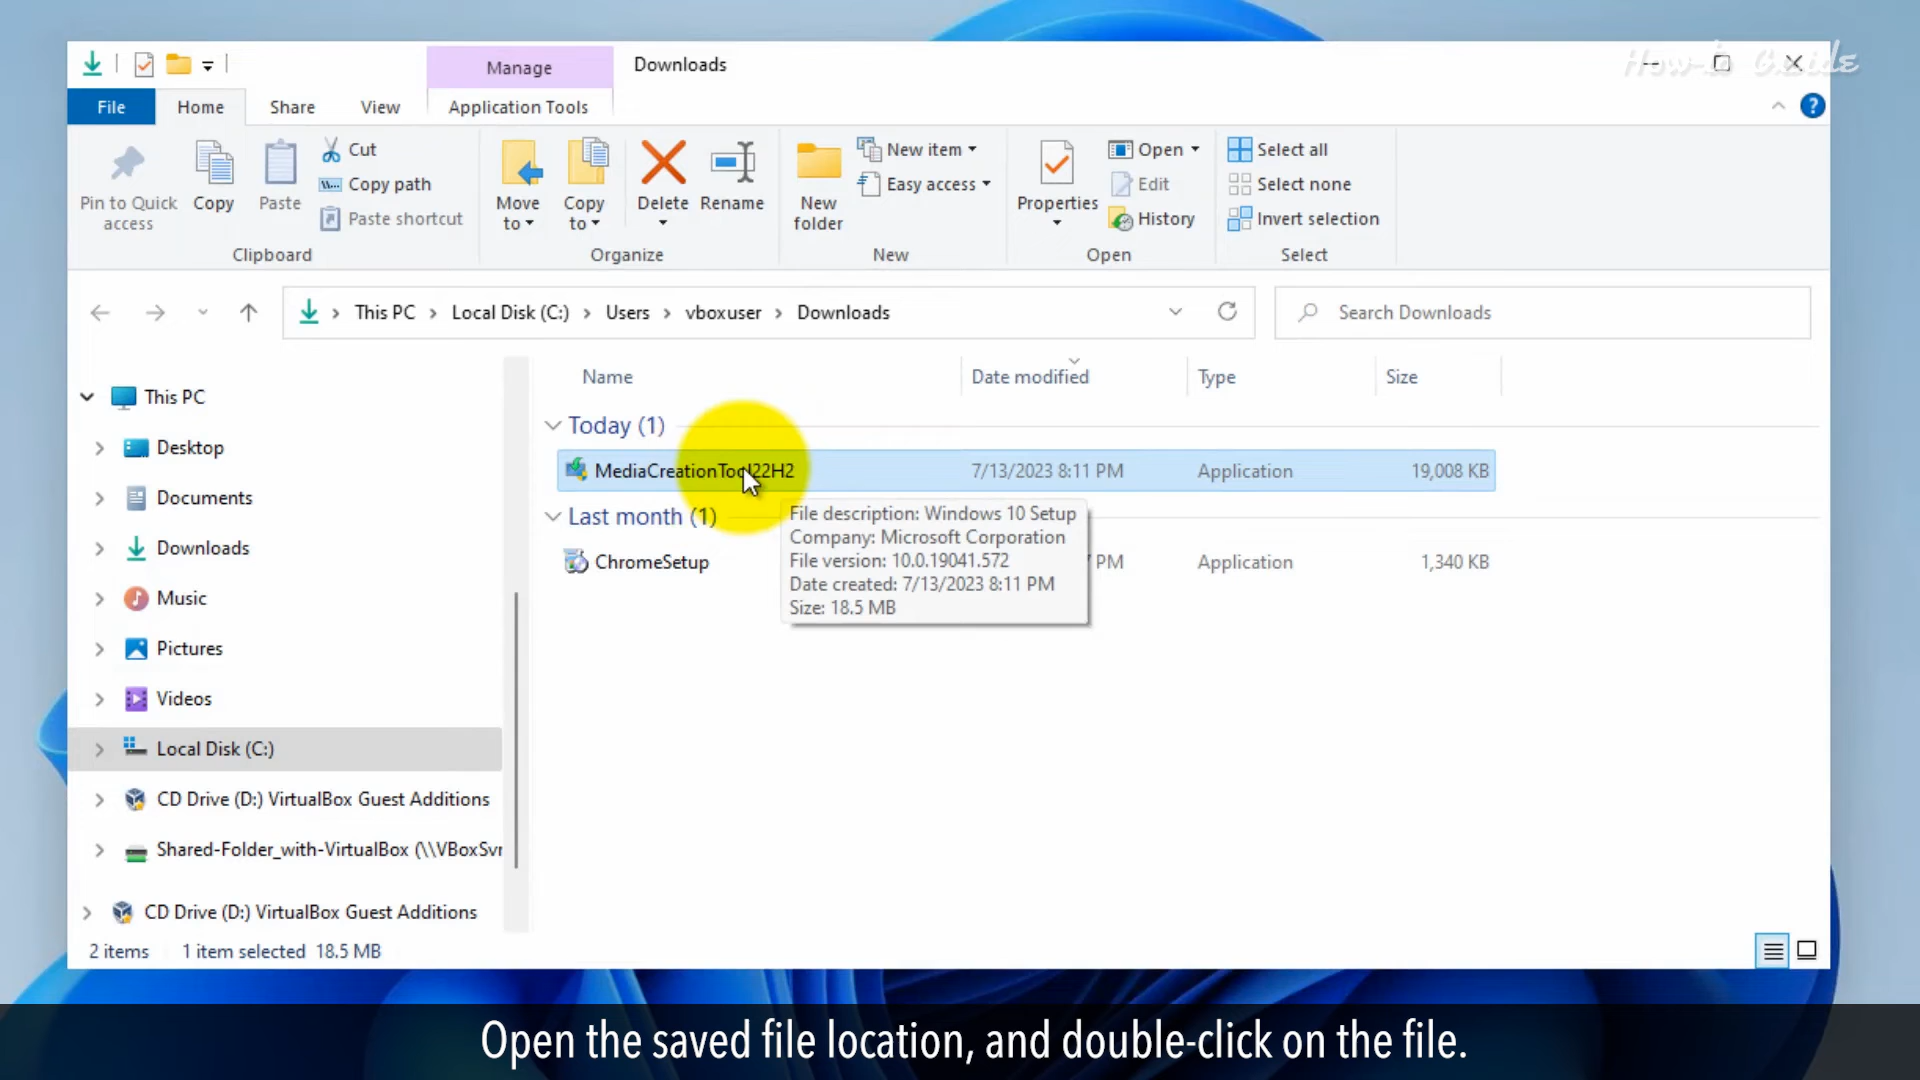 Manage
Downloads
How-to Guide
File
Home
Share
View
Application Tools
Pin to Quick access
Copy
Paste
Cut
Copy path
Paste shortcut
Clipboard
Move to
Copy to
Delete
Rename
Organize
New folder
New item
Easy access
New
Properties
Open
Edit
History
Open
Select all
Select none
Invert selection
Select
This PC > Local Disk (C:) > Users > vboxuser > Downloads
Search Downloads
Name
Date modified
Type
Size
This PC
Desktop
Documents
Downloads
Music
Pictures
Videos
Local Disk (C:)
CD Drive (D:) VirtualBox Guest Additions
Shared-Folder_with-VirtualBox (\\VBoxSvr
CD Drive (D:) VirtualBox Guest Additions
Today (1)
MediaCreationTool22H2
7/13/2023 8:11 PM
Application
19,008 KB
Last month (1)
ChromeSetup
PM
Application
1,340 KB
File description: Windows 10 Setup
Company: Microsoft Corporation
File version: 10.0.19041.572
Date created: 7/13/2023 8:11 PM
Size: 18.5 MB
2 items
1 item selected 18.5 MB
Open the saved file location, and double-click on the file.